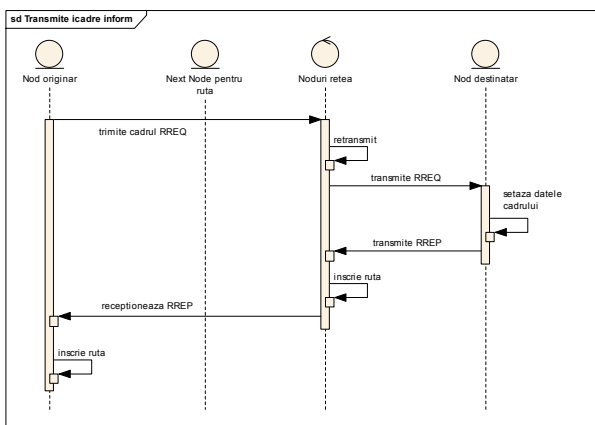 sd Transmite icadre inform
Nod originar
Next Node pentru
ruta
Noduri retea
Nod destinatar
trimite cadrul RREQ
retransmit
transmite RREQ
setaza datele
cadrului
transmite RREP
inscrie ruta
receptioneaza RREP
inscrie ruta